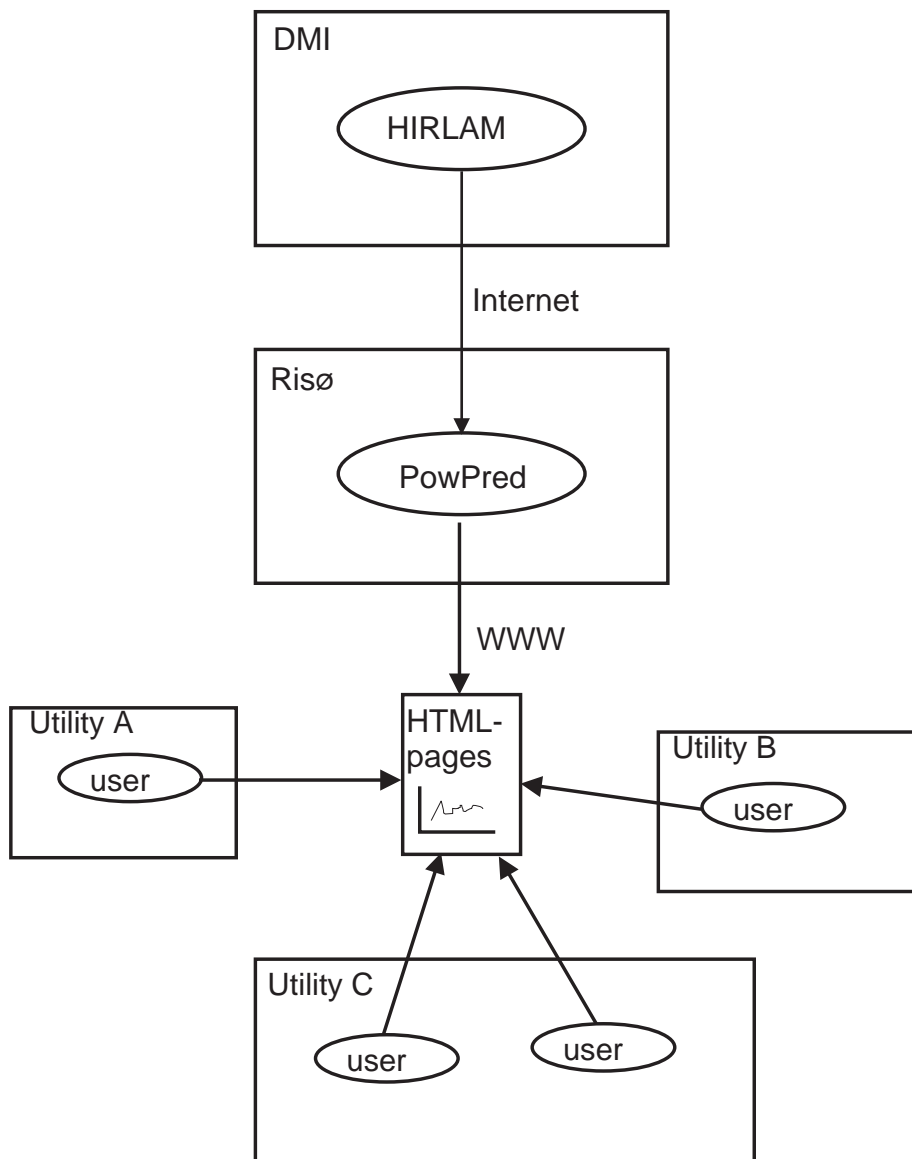 DMI
HIRLAM
Internet
Risø
PowPred
WWW
HTML-
pages
Utility A
user
Utility B
user
Utility C
user
user